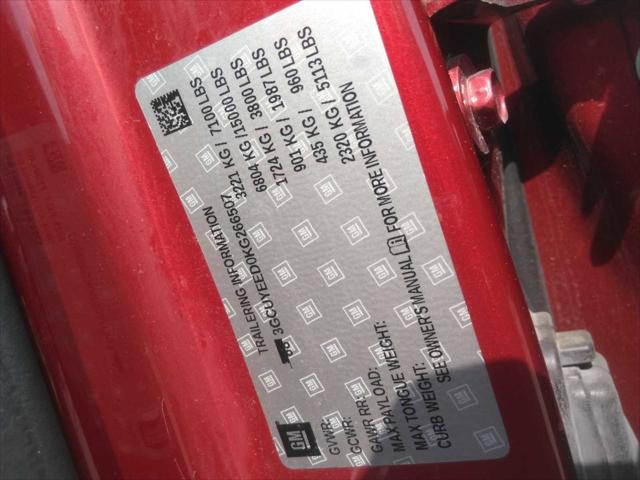 TRAILERING INFORMATION
3GCUYEED0KG266507
GM
GVWR: 3221 KG / 7100 LBS
GCWR: 6804 KG / 15000 LBS
GAWR RR: 1724 KG / 3800 LBS
MAX PAYLOAD: 901 KG / 1987 LBS
MAX TONGUE WEIGHT: 435 KG / 960 LBS
CURB WEIGHT: 2320 KG / 5113 LBS
SEE OWNER'S MANUAL FOR MORE INFORMATION